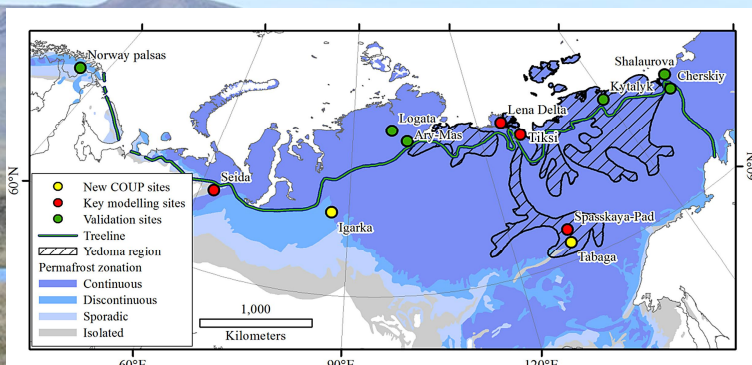 Norway palsas
Shalaurova
Cherskiy
Kytalyk
Lena Delta
Logata
Ary-Mas
Tiksi
60°N
60°N
Seida
Igarka
Spasskaya-Pad
Tabaga
New COUP sites
Key modelling sites
Validation sites
Treeline
Yedoma region
Permafrost zonation
Continuous
Discontinuous
Sporadic
Isolated
1,000
Kilometers
60°E
90°E
120°E